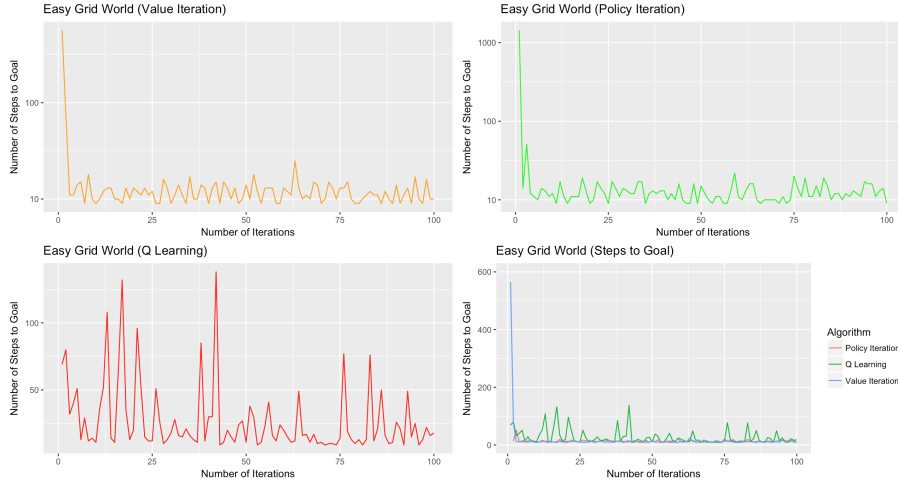 Easy Grid World (Value Iteration)
Number of Steps to Goal
100
10
0
25
50
75
100
Number of Iterations
Easy Grid World (Policy Iteration)
Number of Steps to Goal
1000
100
10
0
25
50
75
100
Number of Iterations
Easy Grid World (Q Learning)
Number of Steps to Goal
100
50
0
25
50
75
100
Number of Iterations
Easy Grid World (Steps to Goal)
Number of Steps to Goal
600
400
200
0
0
25
50
75
100
Number of Iterations
Algorithm
Policy Iteration
Q Learning
Value Iteration